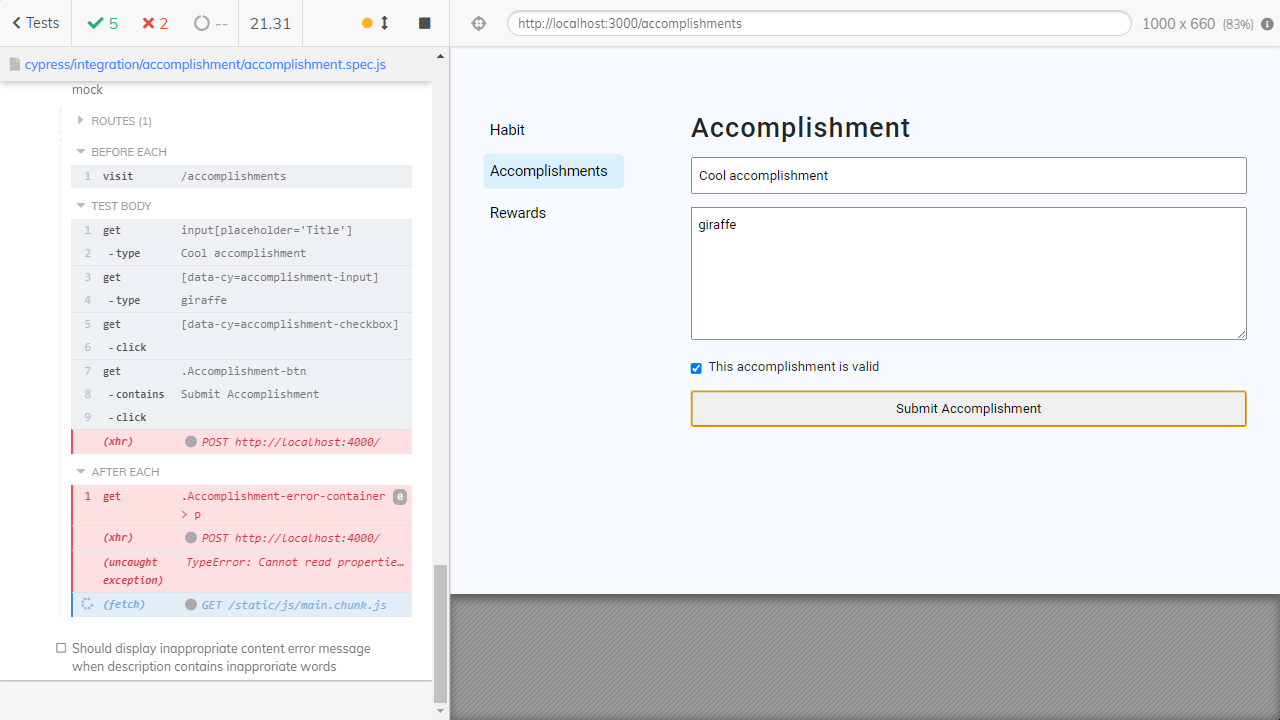 Tests 5 2 -- 21.31
http://localhost:3000/accomplishments 1000 x 660 (83%)
cypress/integration/accomplishment/accomplishment.spec.js
mock
ROUTES (1)
BEFORE EACH
1 visit /accomplishments
TEST BODY
1 get input[placeholder='Title']
2 -type Cool accomplishment
3 get [data-cy=accomplishment-input]
4 -type giraffe
5 get [data-cy=accomplishment-checkbox]
6 -click
7 get .Accomplishment-btn
8 -contains Submit Accomplishment
9 -click
(xhr) POST http://localhost:4000/
AFTER EACH
1 get .Accomplishment-error-container 0
> p
(xhr) POST http://localhost:4000/
(uncaught TypeError: Cannot read propertie…
exception)
(fetch) GET /static/js/main.chunk.js
Should display inappropriate content error message
when description contains inapproriate words
Habit
Accomplishments
Rewards
Accomplishment
Cool accomplishment
giraffe
This accomplishment is valid
Submit Accomplishment